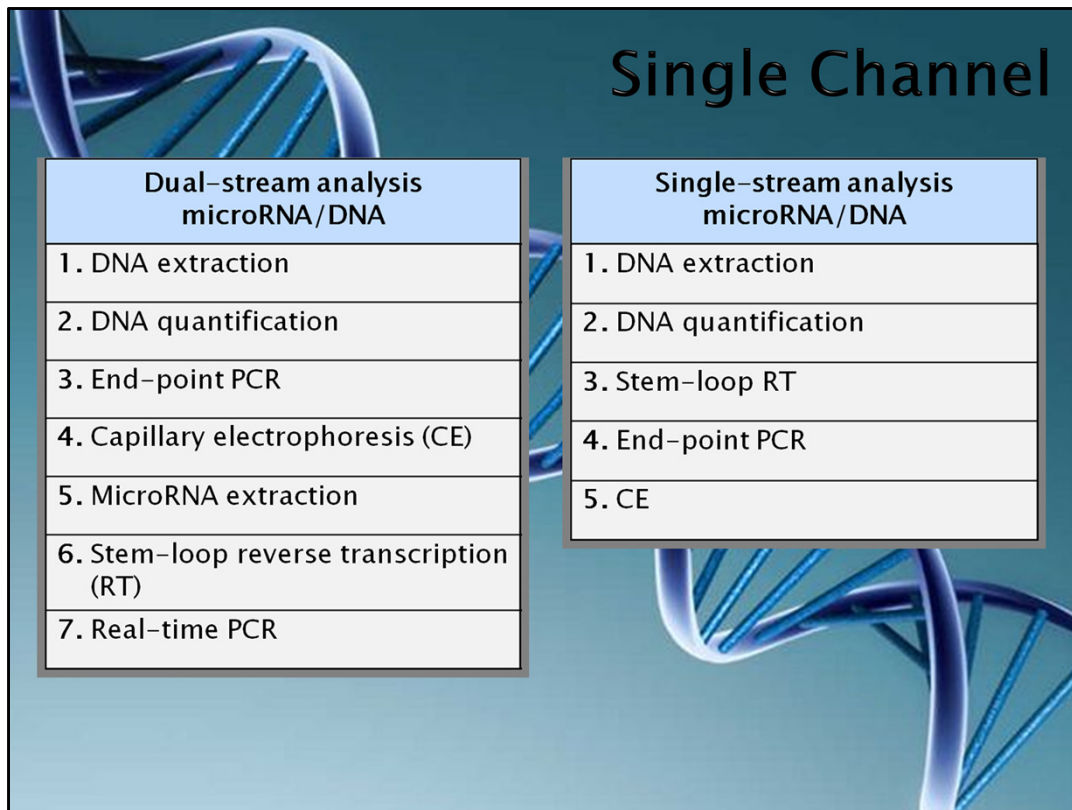 Single Channel
Dual-stream analysis
microRNA/DNA
1. DNA extraction
2. DNA quantification
3. End-point PCR
4. Capillary electrophoresis (CE)
5. MicroRNA extraction
6. Stem-loop reverse transcription
(RT)
7. Real-time PCR
Single-stream analysis
microRNA/DNA
1. DNA extraction
2. DNA quantification
3. Stem-loop RT
4. End-point PCR
5. CE